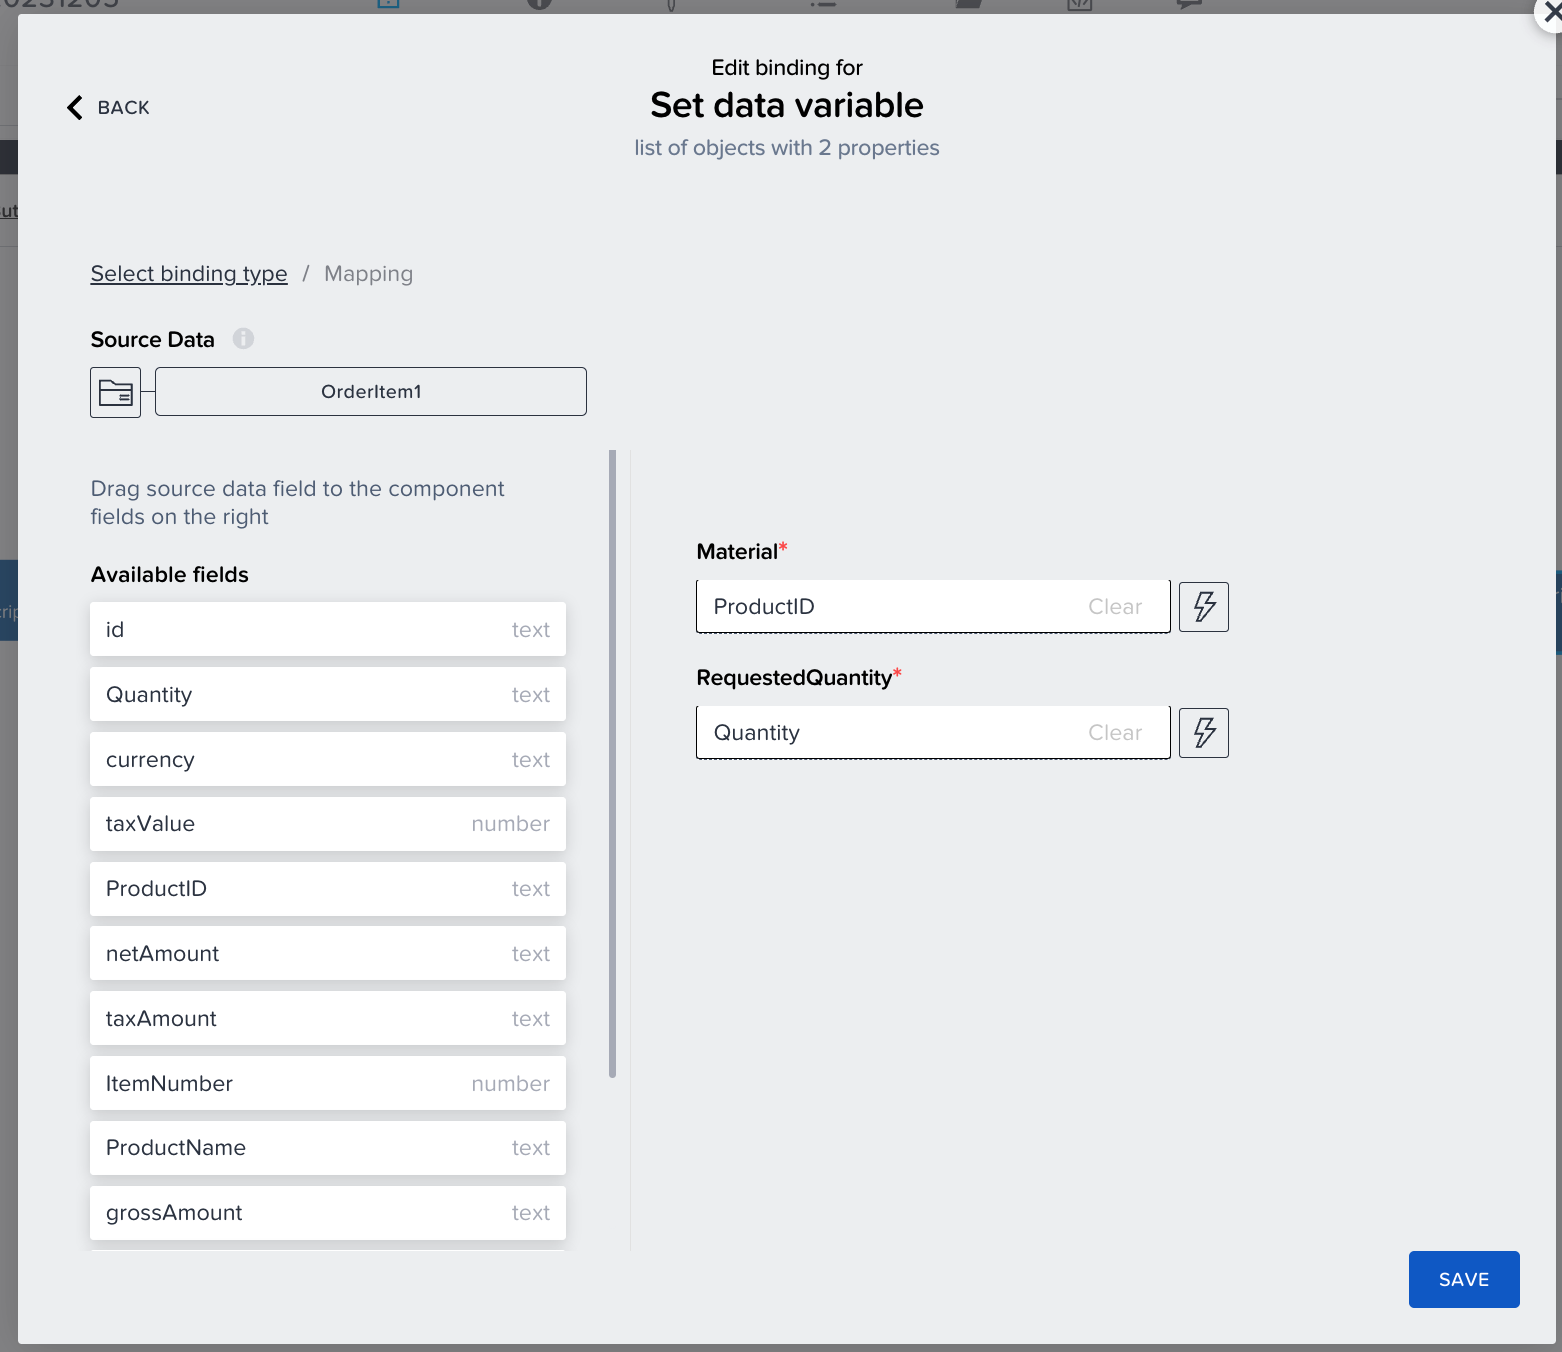 Edit binding for
BACK
Set data variable
list of objects with 2 properties
Select binding type / Mapping
Source Data
OrderItem1
Drag source data field to the component
fields on the right
Available fields
id text
Quantity text
currency text
taxValue number
ProductID text
netAmount text
taxAmount text
ItemNumber number
ProductName text
grossAmount text
Material*
ProductID Clear
RequestedQuantity*
Quantity Clear
SAVE